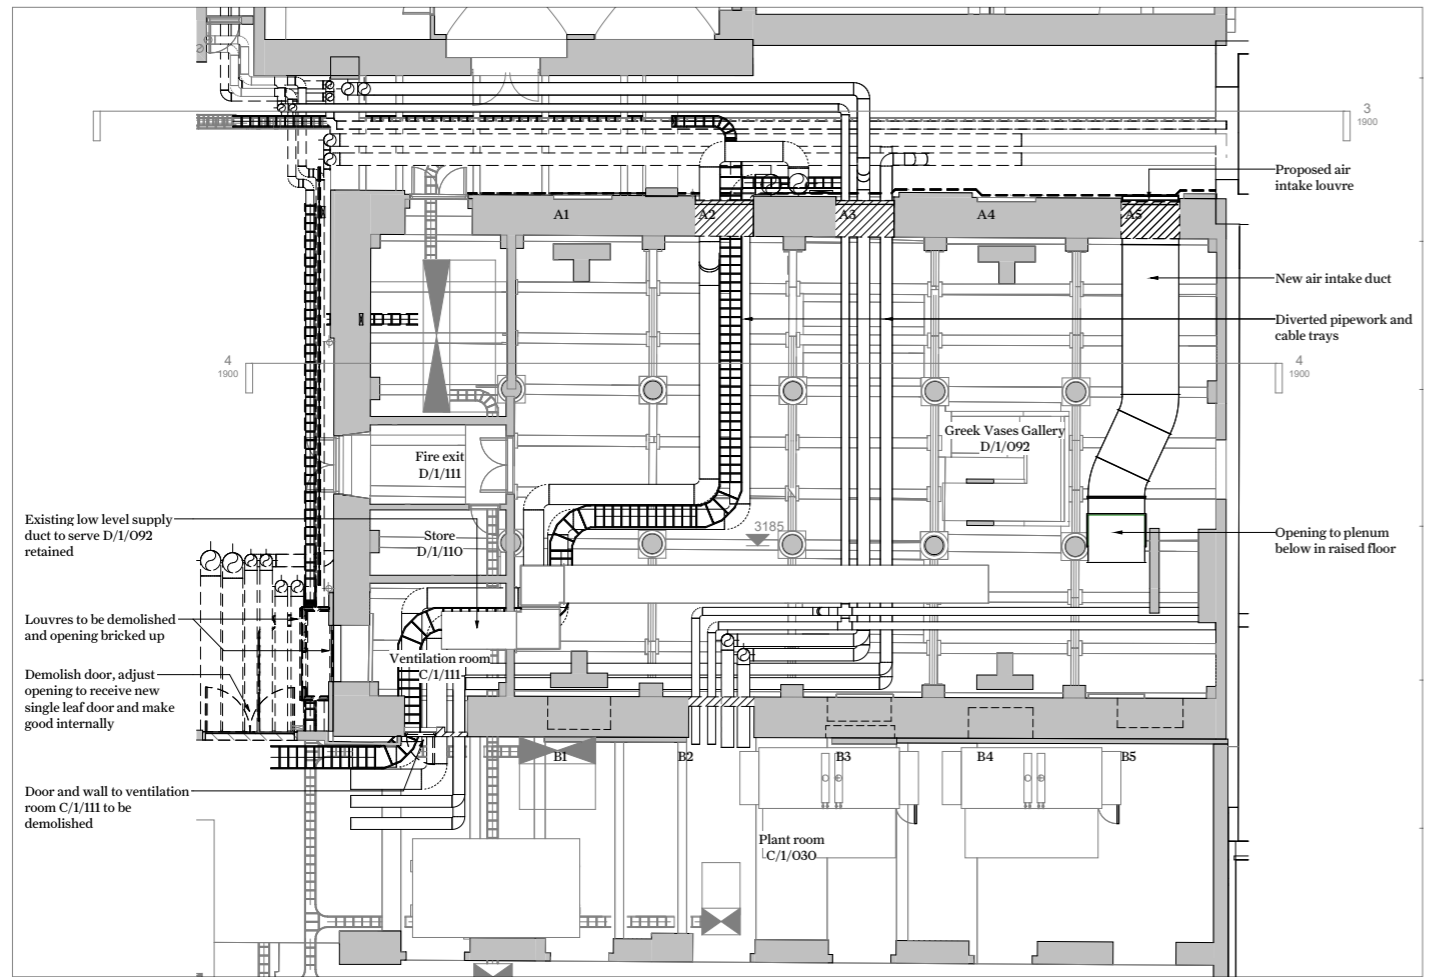 3
1900
Proposed air
intake louvre
A1
A2
A3
A4
A5
New air intake duct
Diverted pipework and
cable trays
4
1900
4
1900
Greek Vases Gallery
D/1/092
Fire exit
D/1/111
Existing low level supply
duct to serve D/1/092
retained
Store
D/1/110
3185
Opening to plenum
below in raised floor
Louvres to be demolished
and opening bricked up
Ventilation room
C/1/111
Demolish door, adjust
opening to receive new
single leaf door and make
good internally
B1
B2
B3
B4
B5
Door and wall to ventilation
room C/1/111 to be
demolished
Plant room
C/1/030